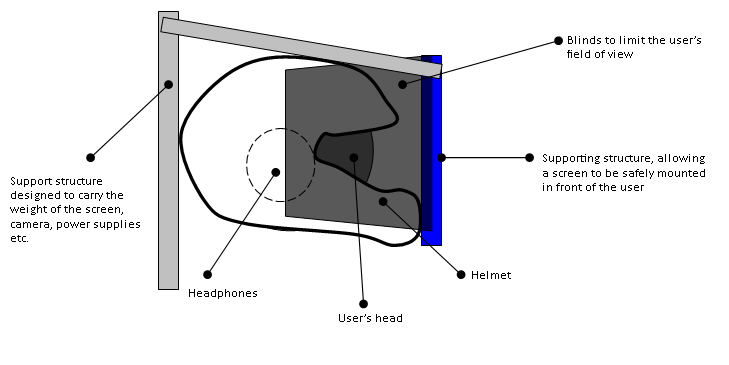 Blinds to limit the user's
field of view
Supporting structure, allowing
a screen to be safely mounted
in front of the user
Support structure
designed to carry the
weight of the screen,
camera, power supplies
etc.
Helmet
Headphones
User's head